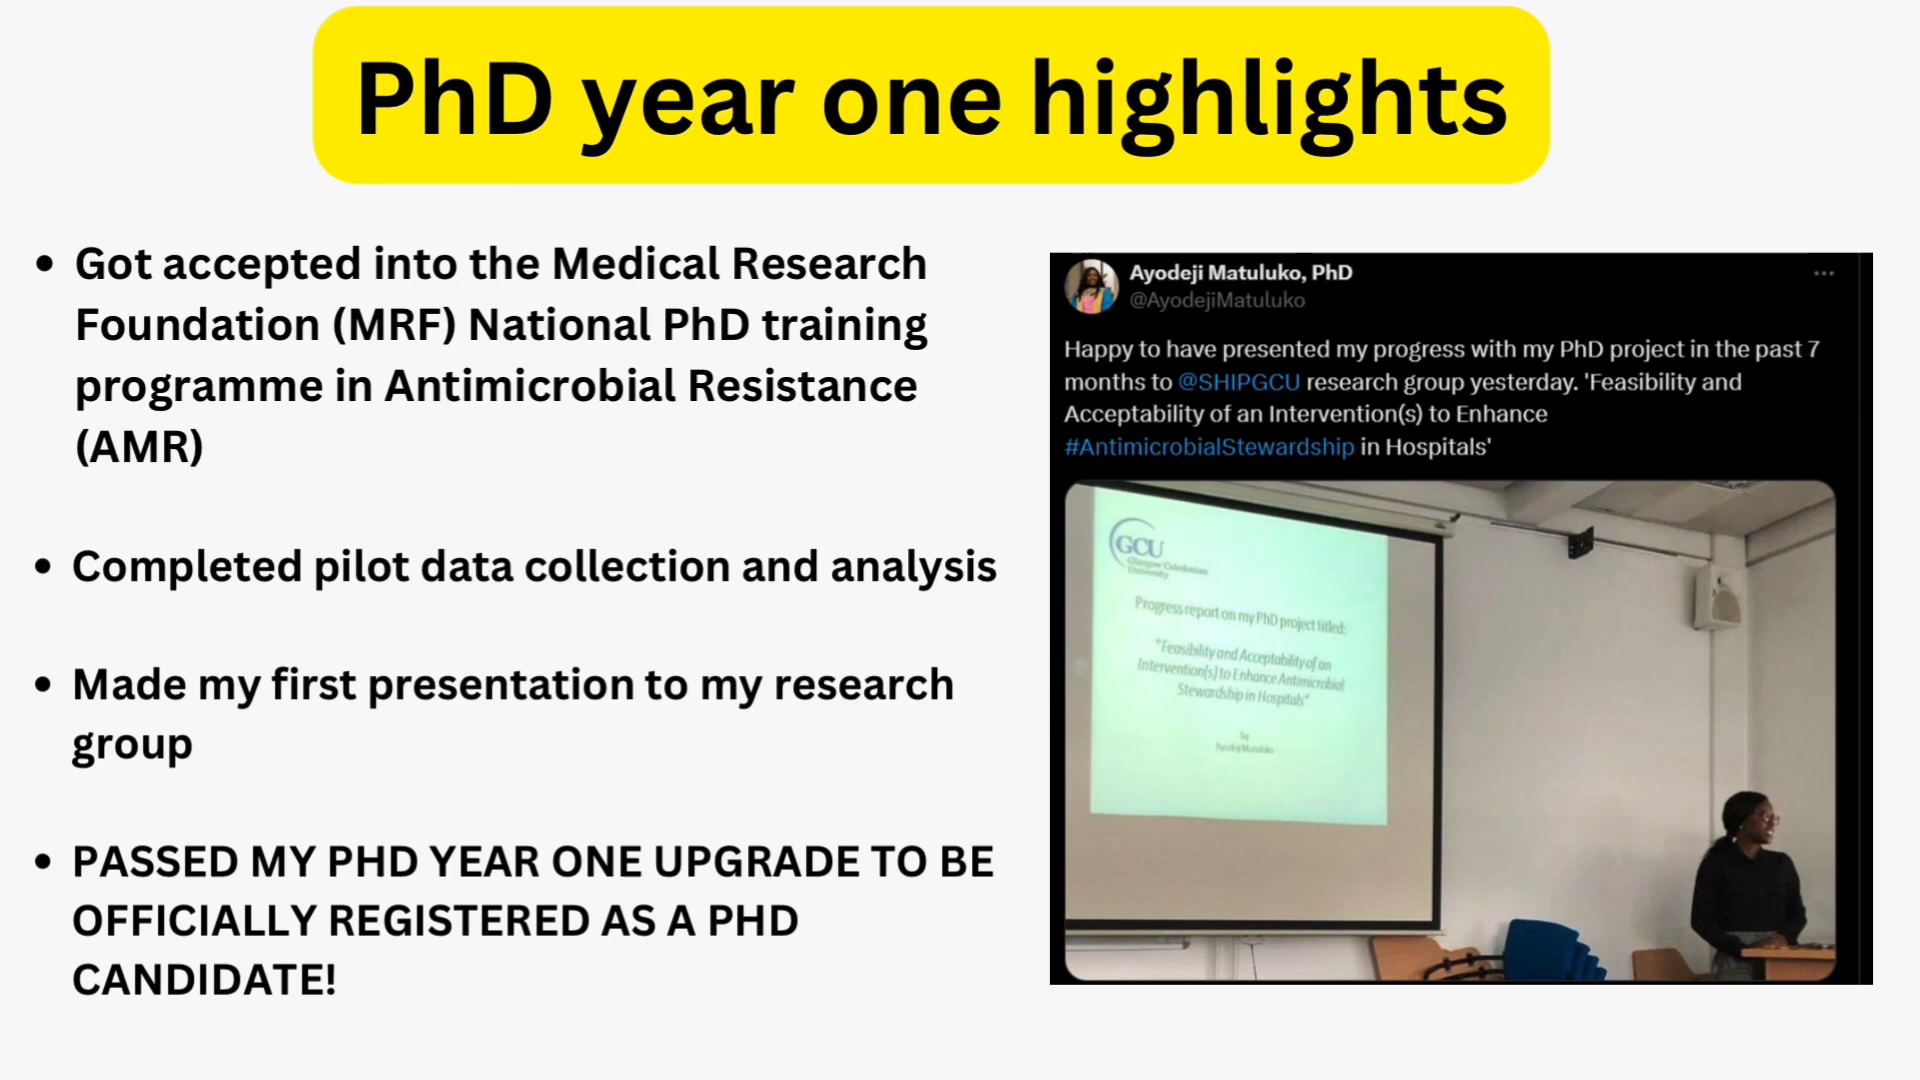 PhD year one highlights
• Got accepted into the Medical Research
Foundation (MRF) National PhD training
programme in Antimicrobial Resistance
(AMR)
• Completed pilot data collection and analysis
• Made my first presentation to my research
group
• PASSED MY PHD YEAR ONE UPGRADE TO BE
OFFICIALLY REGISTERED AS A PHD
CANDIDATE!
Ayodeji Matuluko, PhD
@AyodejiMatuluko
Happy to have presented my progress with my PhD project in the past 7
months to @SHIPGCU research group yesterday. 'Feasibility and
Acceptability of an Intervention(s) to Enhance
#AntimicrobialStewardship in Hospitals'
GCU
Glasgow Caledonian
University
Progress report on my PhD project titled:
"Feasibility and Acceptability of an
Intervention(s) to Enhance Antimicrobial
Stewardship in Hospitals"
by
Ayodeji Matuluko